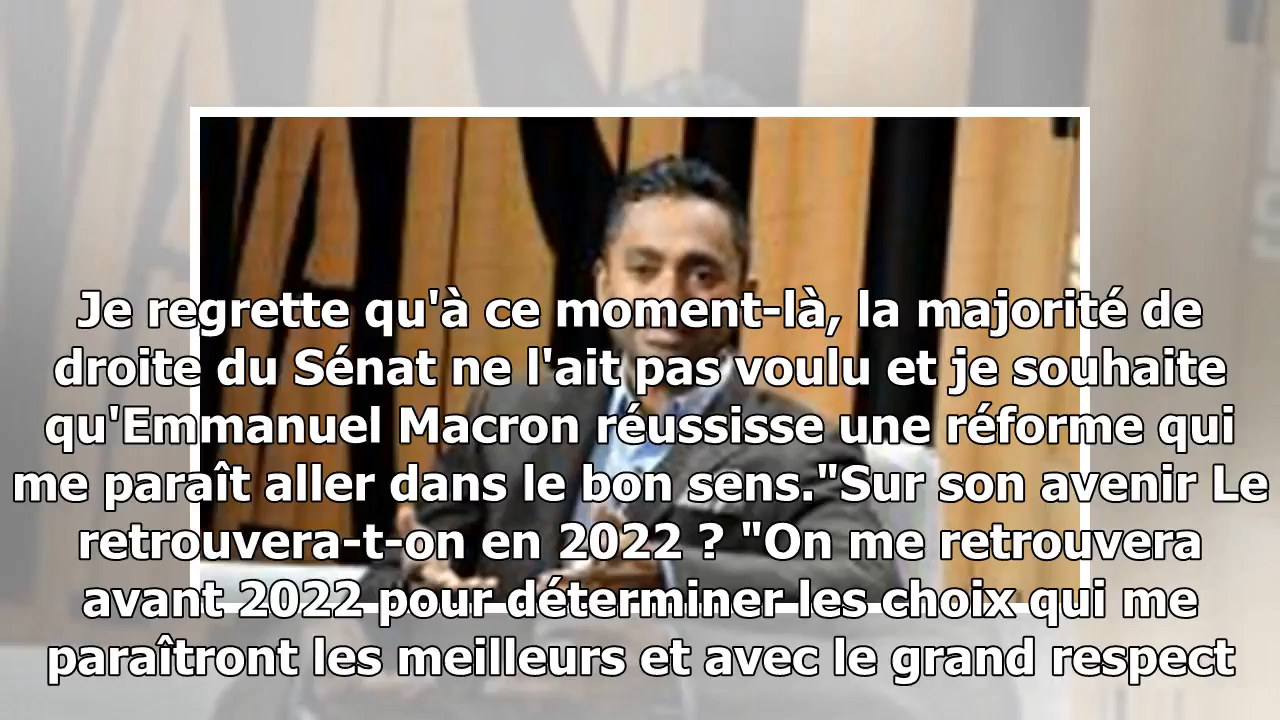 Je regrette qu'à ce moment-là, la majorité de
droite du Sénat ne l'ait pas voulu et je souhaite
qu'Emmanuel Macron réussisse une réforme qui
me paraît aller dans le bon sens."Sur son avenir Le
retrouvera-t-on en 2022 ? "On me retrouvera
avant 2022 pour déterminer les choix qui me
paraîtront les meilleurs et avec le grand respect